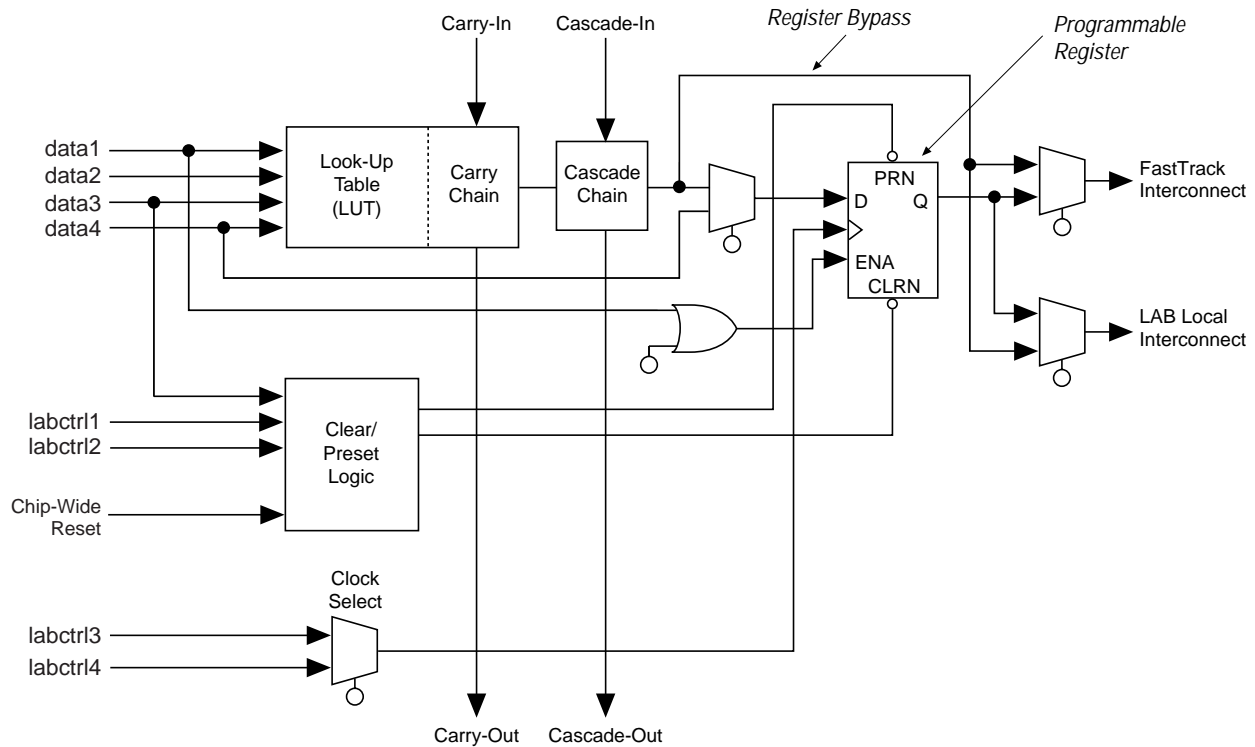 Carry-In
Cascade-In
Register Bypass
Programmable
Register
data1
data2
data3
data4
Look-Up
Table
(LUT)
Carry
Chain
Cascade
Chain
PRN
D
Q
ENA
CLRN
FastTrack
Interconnect
LAB Local
Interconnect
labctrl1
labctrl2
Clear/
Preset
Logic
Chip-Wide
Reset
Clock
Select
labctrl3
labctrl4
Carry-Out
Cascade-Out